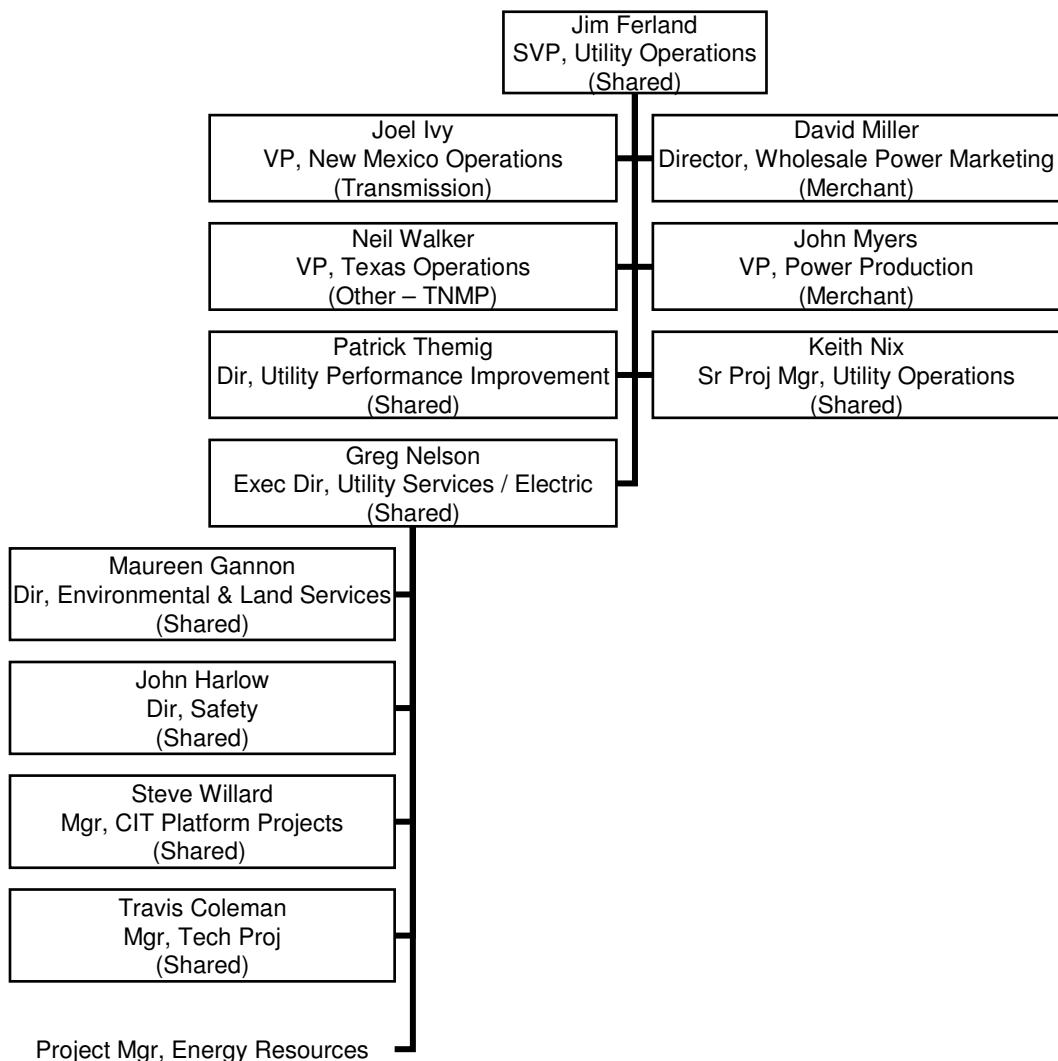 Jim Ferland
SVP, Utility Operations
(Shared)
Joel Ivy
VP, New Mexico Operations
(Transmission)
David Miller
Director, Wholesale Power Marketing
(Merchant)
Neil Walker
VP, Texas Operations
(Other – TNMP)
John Myers
VP, Power Production
(Merchant)
Patrick Themig
Dir, Utility Performance Improvement
(Shared)
Keith Nix
Sr Proj Mgr, Utility Operations
(Shared)
Greg Nelson
Exec Dir, Utility Services / Electric
(Shared)
Maureen Gannon
Dir, Environmental & Land Services
(Shared)
John Harlow
Dir, Safety
(Shared)
Steve Willard
Mgr, CIT Platform Projects
(Shared)
Travis Coleman
Mgr, Tech Proj
(Shared)
Project Mgr, Energy Resources